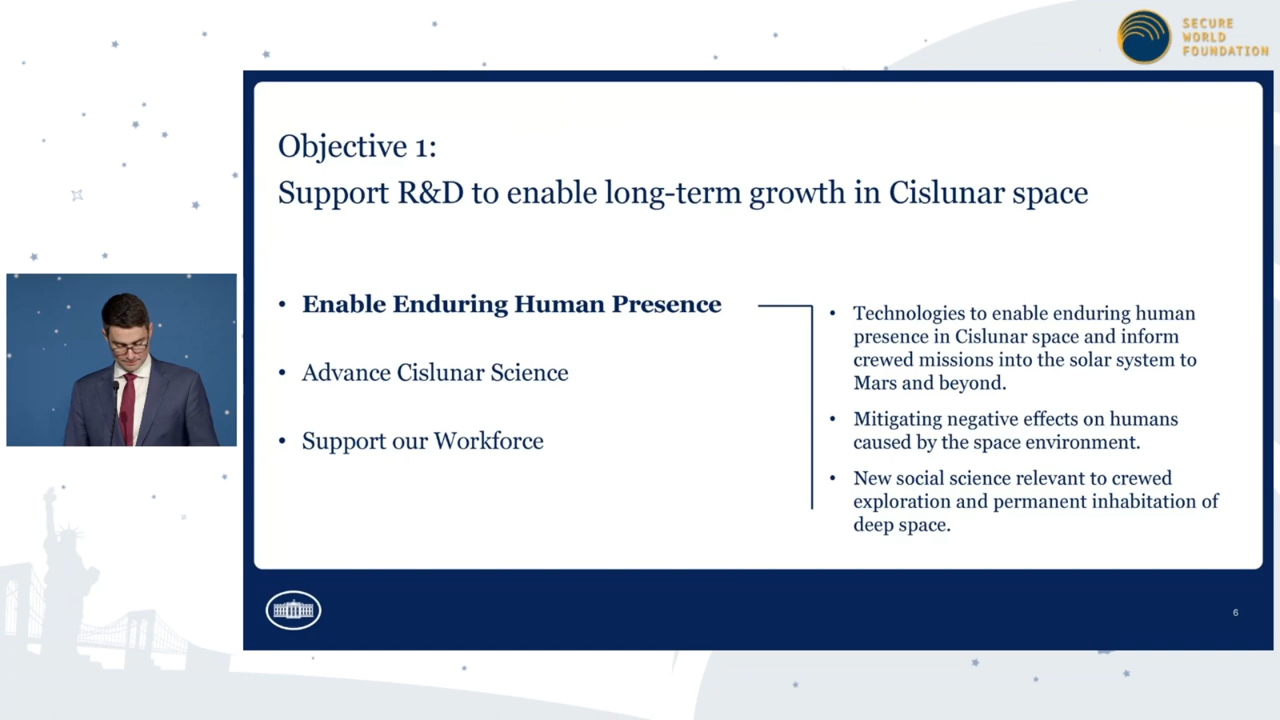 SECURE
WORLD
FOUNDATION
Objective 1:
Support R&D to enable long-term growth in Cislunar space
• Enable Enduring Human Presence
• Advance Cislunar Science
• Support our Workforce
• Technologies to enable enduring human
presence in Cislunar space and inform
crewed missions into the solar system to
Mars and beyond.
• Mitigating negative effects on humans
caused by the space environment.
• New social science relevant to crewed
exploration and permanent inhabitation of
deep space.
6